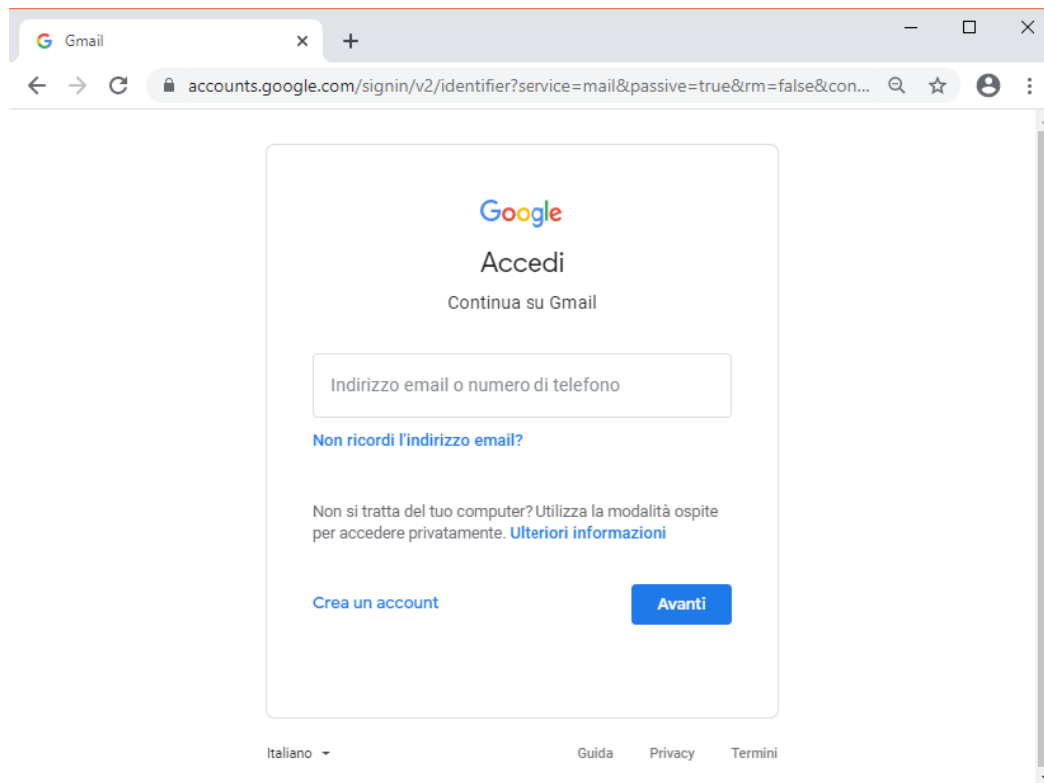 Gmail
accounts.google.com/signin/v2/identifier?service=mail&passive=true&rm=false&con...
Google
Accedi
Continua su Gmail
Indirizzo email o numero di telefono
Non ricordi l'indirizzo email?
Non si tratta del tuo computer? Utilizza la modalità ospite
per accedere privatamente. Ulteriori informazioni
Crea un account Avanti
Italiano Guida Privacy Termini